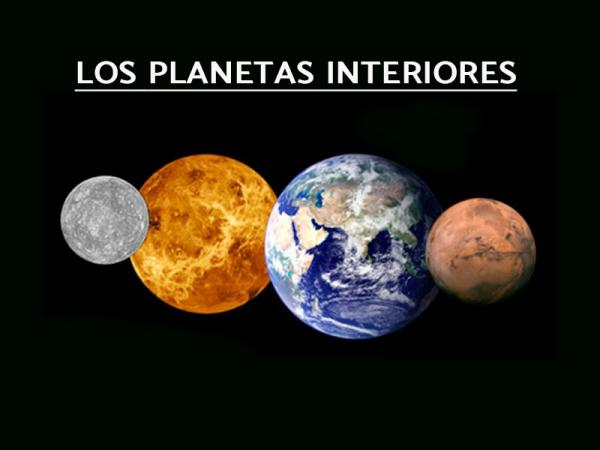 LOS PLANETAS INTERIORES